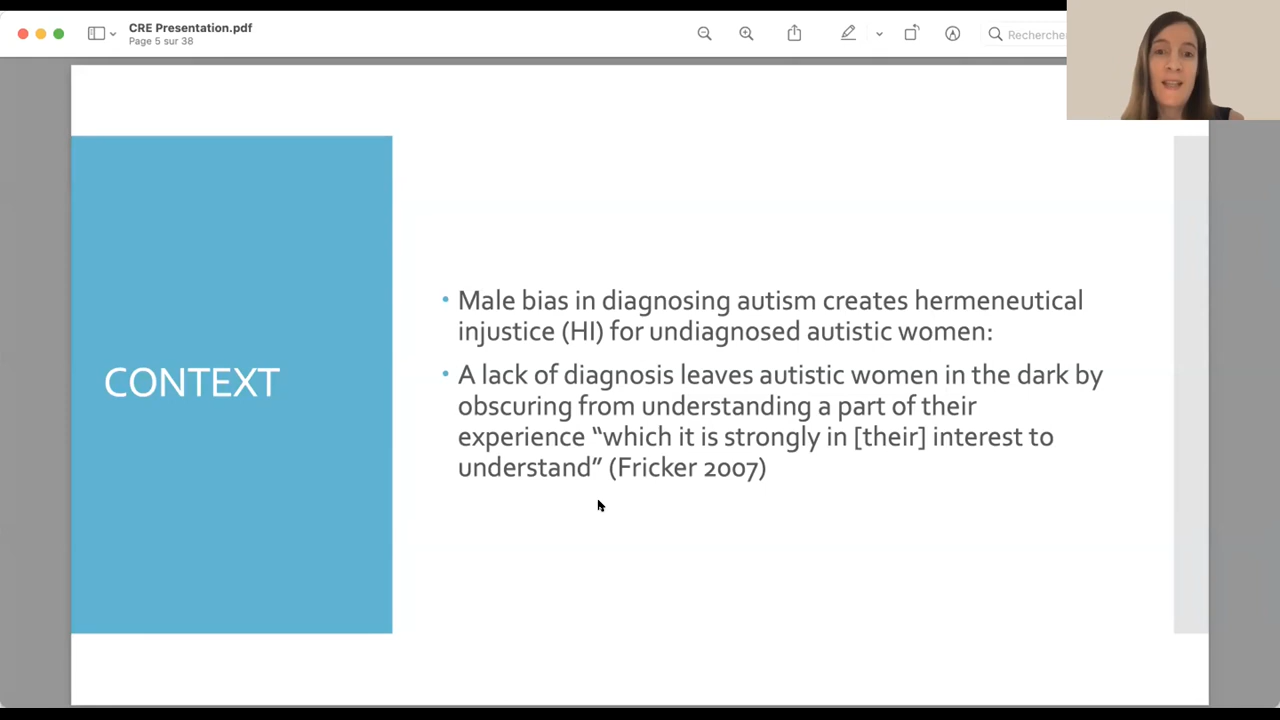 CRE Presentation.pdf
Page 5 sur 38
Rechercher
CONTEXT
• Male bias in diagnosing autism creates hermeneutical
injustice (HI) for undiagnosed autistic women:
• A lack of diagnosis leaves autistic women in the dark by
obscuring from understanding a part of their
experience “which it is strongly in [their] interest to
understand” (Fricker 2007)